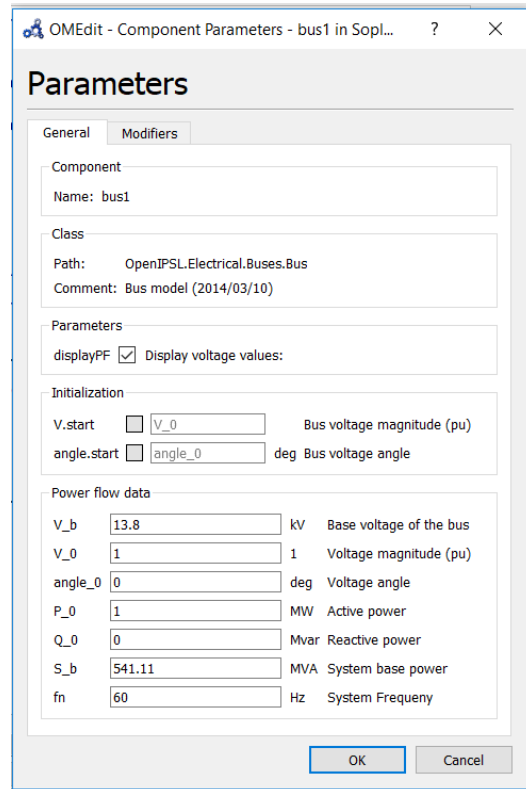 OMEdit - Component Parameters - bus1 in Sopl... ?
Parameters
General Modifiers
Component
Name: bus1
Class
Path: OpenIPSL.Electrical.Buses.Bus
Comment: Bus model (2014/03/10)
Parameters
displayPF Display voltage values:
Initialization
V.start V_0 Bus voltage magnitude (pu)
angle.start angle_0 deg Bus voltage angle
Power flow data
V_b 13.8 kV Base voltage of the bus
V_0 1 1 Voltage magnitude (pu)
angle_0 0 deg Voltage angle
P_0 1 MW Active power
Q_0 0 Mvar Reactive power
S_b 541.11 MVA System base power
fn 60 Hz System Frequeny
OK Cancel